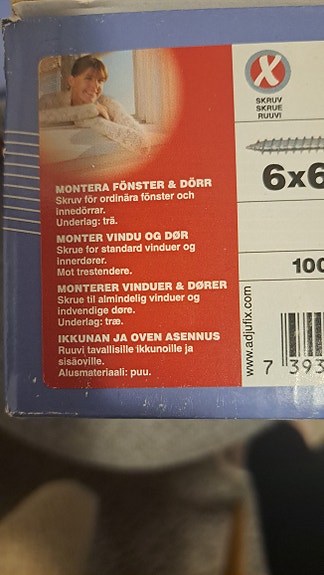 MONTERA FÖNSTER & DÖRR
Skruv för ordinära fönster och
innedörrar.
Underlag: trä.
MONTER VINDU OG DØR
Skrue for standard vinduer og
Innerdører.
Mot trestendere.
MONTERER VINDUER & DØRER
Skrue til almindelig vinduer og
indvendige døre.
Underlag: træ.
IKKUNAN JA OVEN ASENNUS
Ruuvi tavallisille ikkunoille ja
sisäoville.
Alusmateriaali: puu.
X
SKRUV
SKRUE
RUUVI
6x6
100
www.adjufix.com
7 393